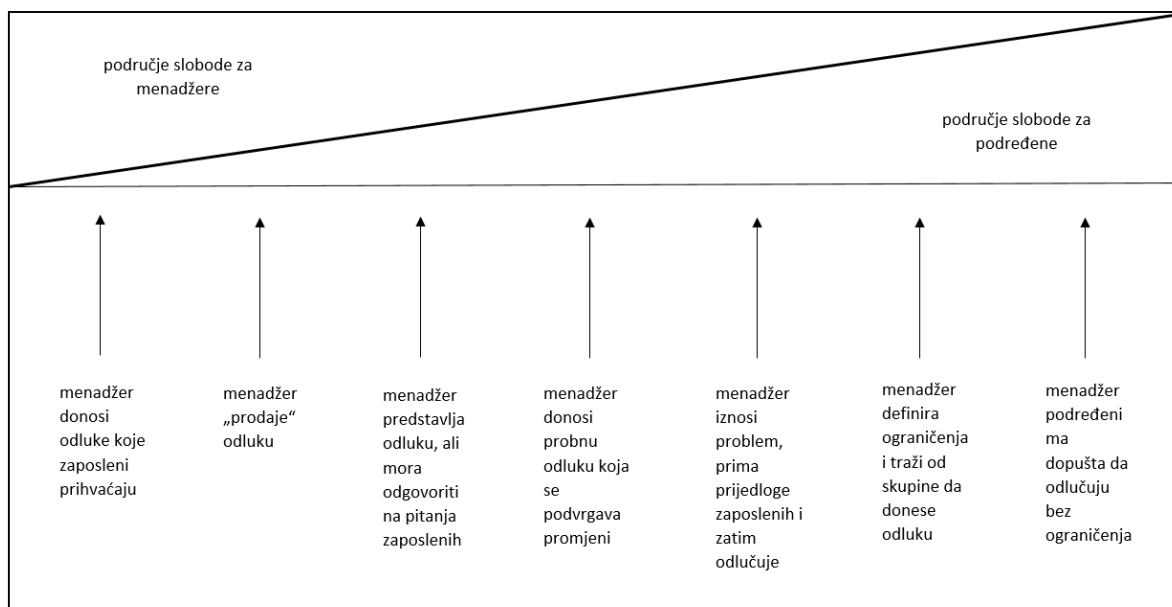 područje slobode za
menadžere
područje slobode za
podređene
menadžer
donosi
odluke koje
zaposleni
prihvaćaju
menadžer
„prodaje“
odluku
menadžer
predstavlja
odluku, ali
mora
odgovoriti
na pitanja
zaposlenih
menadžer
donosi
probnu
odluku koja
se
podvrgava
promjeni
menadžer
iznosi
problem,
prima
prijedloge
zaposlenih i
zatim
odlučuje
menadžer
definira
ograničenja
i traži od
skupine da
donese
odluku
menadžer
podređeni
ma
dopušta da
odlučuju
bez
ograničenja